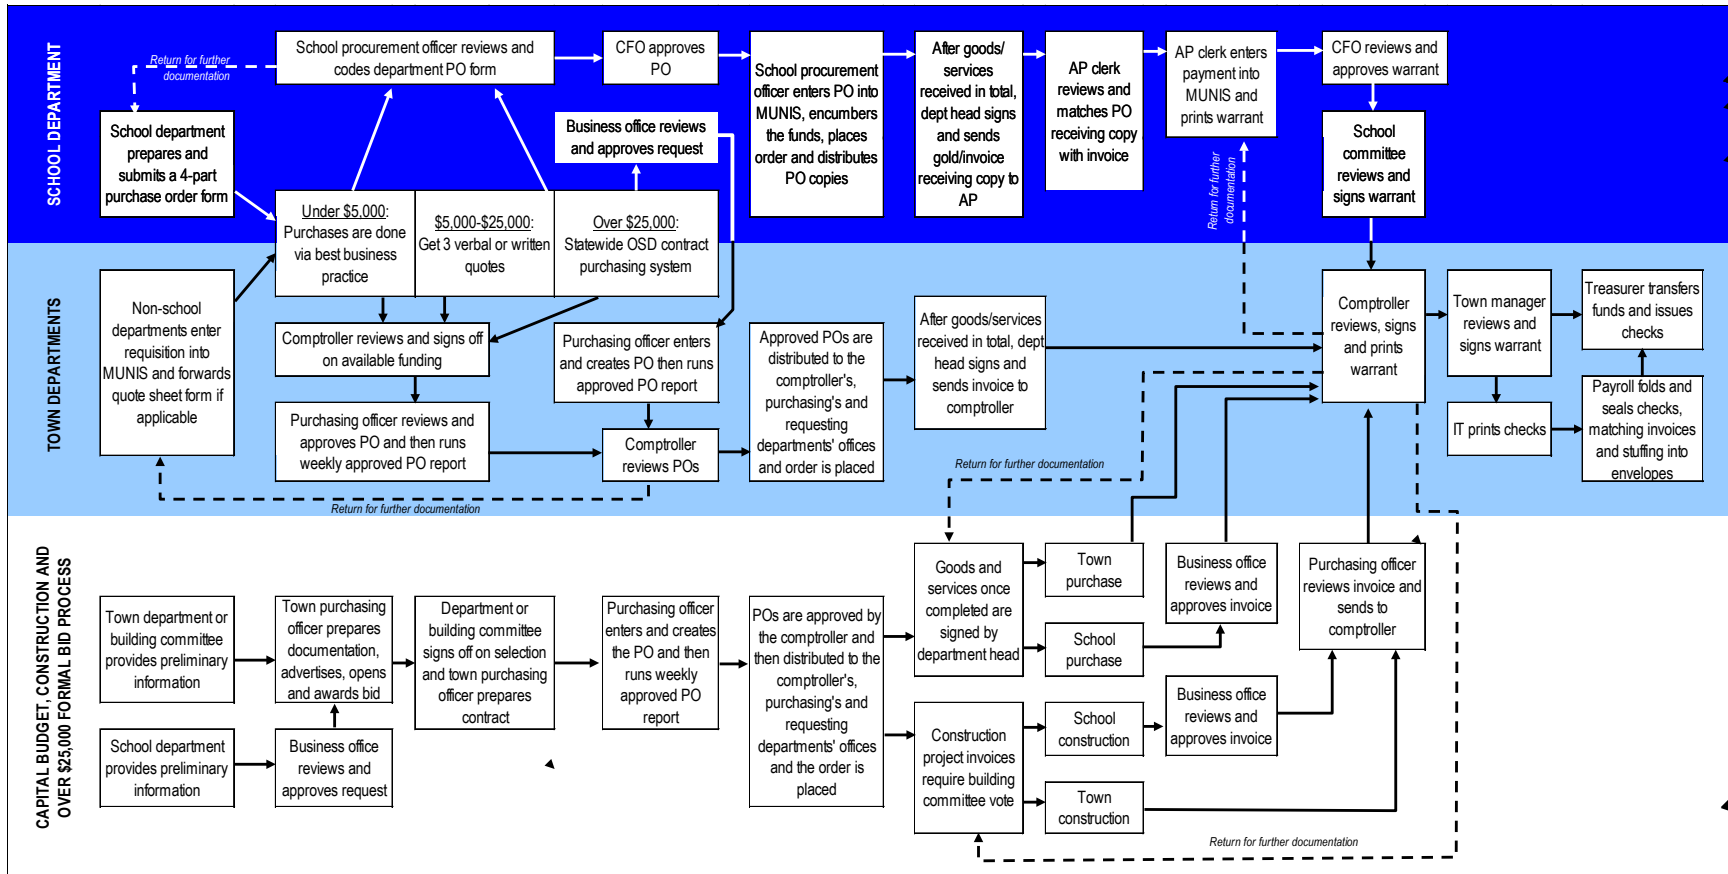 SCHOOL DEPARTMENT
Return for further
documentation
School procurement officer reviews and
codes department PO form
CFO approves
PO
School procurement
officer enters PO into
MUNIS, encumbers
the funds, places
order and distributes
PO copies
After goods/
services
received in total,
dept head signs
and sends
gold/invoice
receiving copy to
AP
AP clerk
reviews and
matches PO
receiving copy
with invoice
AP clerk enters
payment into
MUNIS and
prints warrant
CFO reviews and
approves warrant
School department
prepares and
submits a 4-part
purchase order form
Business office reviews
and approves request
School
committee
reviews and
signs warrant
Return for further
documentation
Under $5,000:
Purchases are done
via best business
practice
$5,000-$25,000:
Get 3 verbal or written
quotes
Over $25,000:
Statewide OSD contract
purchasing system
TOWN DEPARTMENTS
Non-school
departments enter
requisition into
MUNIS and forwards
quote sheet form if
applicable
Comptroller reviews and signs off
on available funding
Purchasing officer enters
and creates PO then runs
approved PO report
Approved POs are
distributed to the
comptroller's,
purchasing's and
requesting
departments' offices
and order is placed
After goods/services
received in total, dept
head signs and
sends invoice to
comptroller
Comptroller
reviews, signs
and prints
warrant
Town manager
reviews and
signs warrant
Treasurer transfers
funds and issues
checks
Purchasing officer reviews and
approves PO and then runs
weekly approved PO report
Comptroller
reviews POs
IT prints checks
Payroll folds and
seals checks,
matching invoices
and stuffing into
envelopes
Return for further documentation
Return for further documentation
CAPITAL BUDGET, CONSTRUCTION AND
OVER $25,000 FORMAL BID PROCESS
Town department or
building committee
provides preliminary
information
Town purchasing
officer prepares
documentation,
advertises, opens
and awards bid
Department or
building committee
signs off on selection
and town purchasing
officer prepares
contract
Purchasing officer
enters and creates
the PO and then
runs weekly
approved PO
report
POs are approved by
the comptroller and
then distributed to the
comptroller's,
purchasing's and
requesting
departments' offices
and the order is
placed
Goods and
services once
completed are
signed by
department head
Town
purchase
School
purchase
Business office
reviews and
approves invoice
Purchasing officer
reviews invoice and
sends to
comptroller
School department
provides preliminary
information
Business office
reviews and
approves request
Construction
project invoices
require building
committee vote
School
construction
Business office
reviews and
approves invoice
Town
construction
Return for further documentation